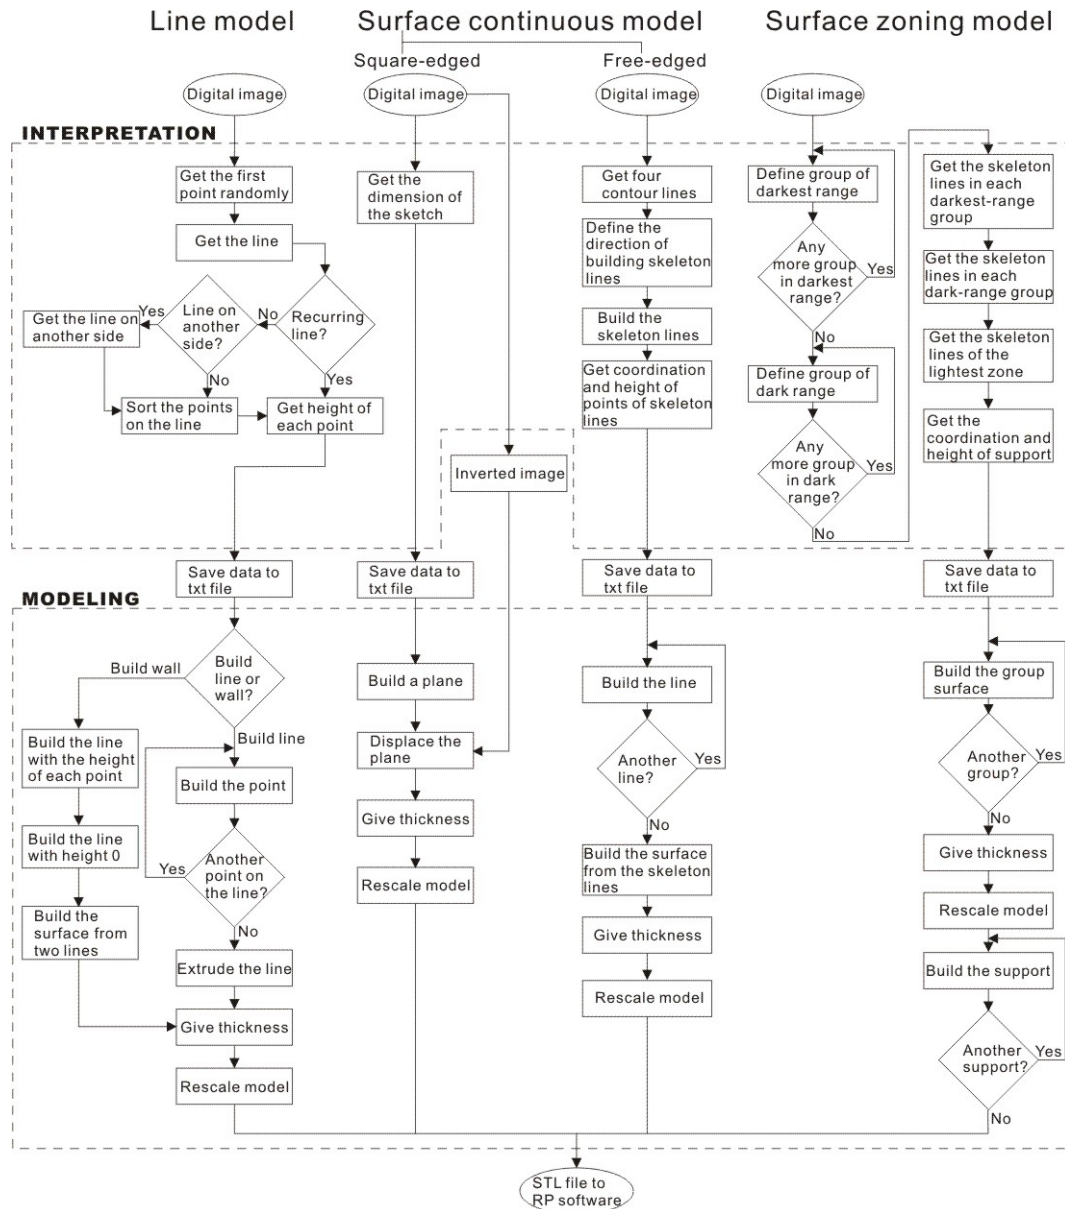 Line model
Surface continuous model
Surface zoning model
Square-edged
Free-edged
Digital image
Digital image
Digital image
Digital image
INTERPRETATION
Get the first
point randomly
Get the line
Recurring
line?
No
Yes
Line on
another
side?
Yes
No
Get the line on
another side
Sort the points
on the line
Get height of
each point
Get the
dimension of
the sketch
Inverted image
Get four
contour lines
Define the
direction of
building skeleton
lines
Build the
skeleton lines
Get coordination
and height of
points of skeleton
lines
Define group of
darkest range
Any
more group
in darkest
range?
Yes
No
Define group of
dark range
Any
more group
in dark
range?
Yes
No
Get the skeleton
lines in each
darkest-range
group
Get the skeleton
lines in each
dark-range group
Get the skeleton
lines of the
lightest zone
Get the
coordination and
height of support
Save data to
txt file
Save data to
txt file
Save data to
txt file
Save data to
txt file
MODELING
Build
line or
wall?
Build wall
Build line
Build the line
with the height
of each point
Build the line
with height 0
Build the
surface from
two lines
Build the point
Another
point on
the line?
Yes
No
Extrude the line
Give thickness
Rescale model
Build a plane
Displace the
plane
Give thickness
Rescale model
Build the line
Another
line?
Yes
No
Build the surface
from the skeleton
lines
Give thickness
Rescale model
Build the group
surface
Another
group?
Yes
No
Give thickness
Rescale model
Build the support
Another
support?
Yes
No
STL file to
RP software